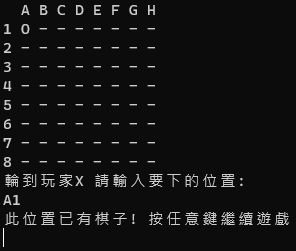 A B C D E F G H
1 O - - - - - - -
2 - - - - - - - -
3 - - - - - - - -
4 - - - - - - - -
5 - - - - - - - -
6 - - - - - - - -
7 - - - - - - - -
8 - - - - - - - -
輪到玩家X 請輸入要下的位置:
A1
此位置已有棋子! 按任意鍵繼續遊戲